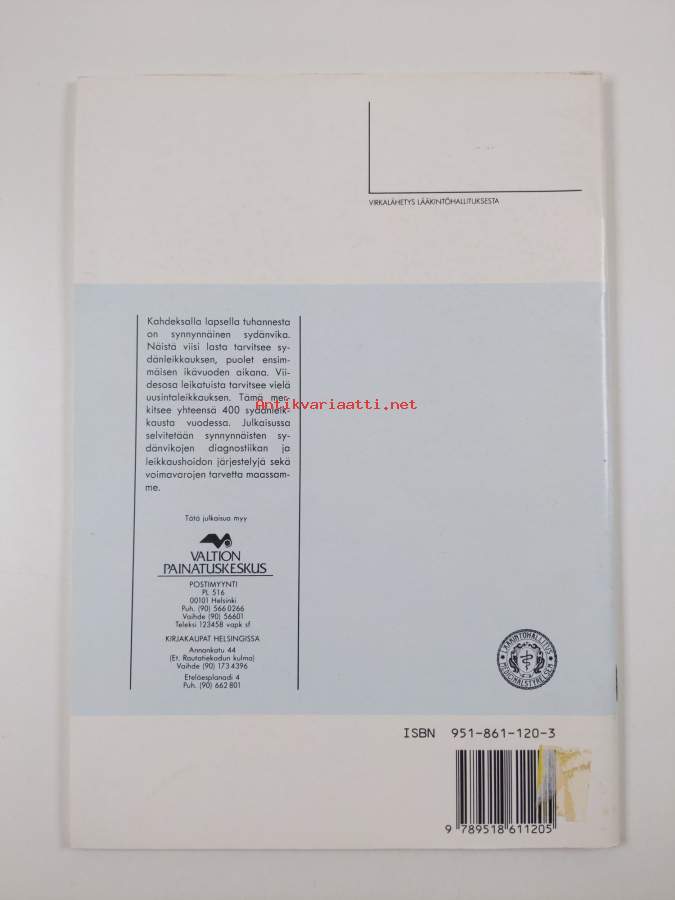 VIRKALÄHETYS LÄÄKINTÖHALLITUKSESTA
Kahdeksalla lapsella tuhannesta
on synnynnäinen sydänvika.
Näistä viisi lasta tarvitsee sy-
dänleikkauksen, puolet ensim-
mäisen ikävuoden aikana. Vii-
desosa leikatuista tarvitsee vielä
uusintaleikkauksen. Tämä mer-
kitsee yhteensä 400 sydänleik-
kausta vuodessa. Julkaisussa
selvitetään synnynnäisten sy-
dänvikojen diagnostiikan ja
leikkaushoidon järjestelyjä sekä
voimavarojen tarvetta maassam-
me.
Antikvariaatti.net
Tätä julkaisua myy
VALTION
PAINATUSKESKUS
POSTIMYYNTI
PL 516
00101 Helsinki
Puh. (90) 566 0266
Vaihde (90) 56601
Teleksi 123458 vapk sf
KIRJAKAUPAT HELSINGISSA
Annankatu 44
(Et. Rautatiekadun kulma)
Vaihde (90) 173 4396
Eteläesplanadi 4
Puh. (90) 662 801
LÄÄKINTÖHALLITUS
MEDICINALSTYRELSEN
ISBN 951-861-120-3
9 789518 611205